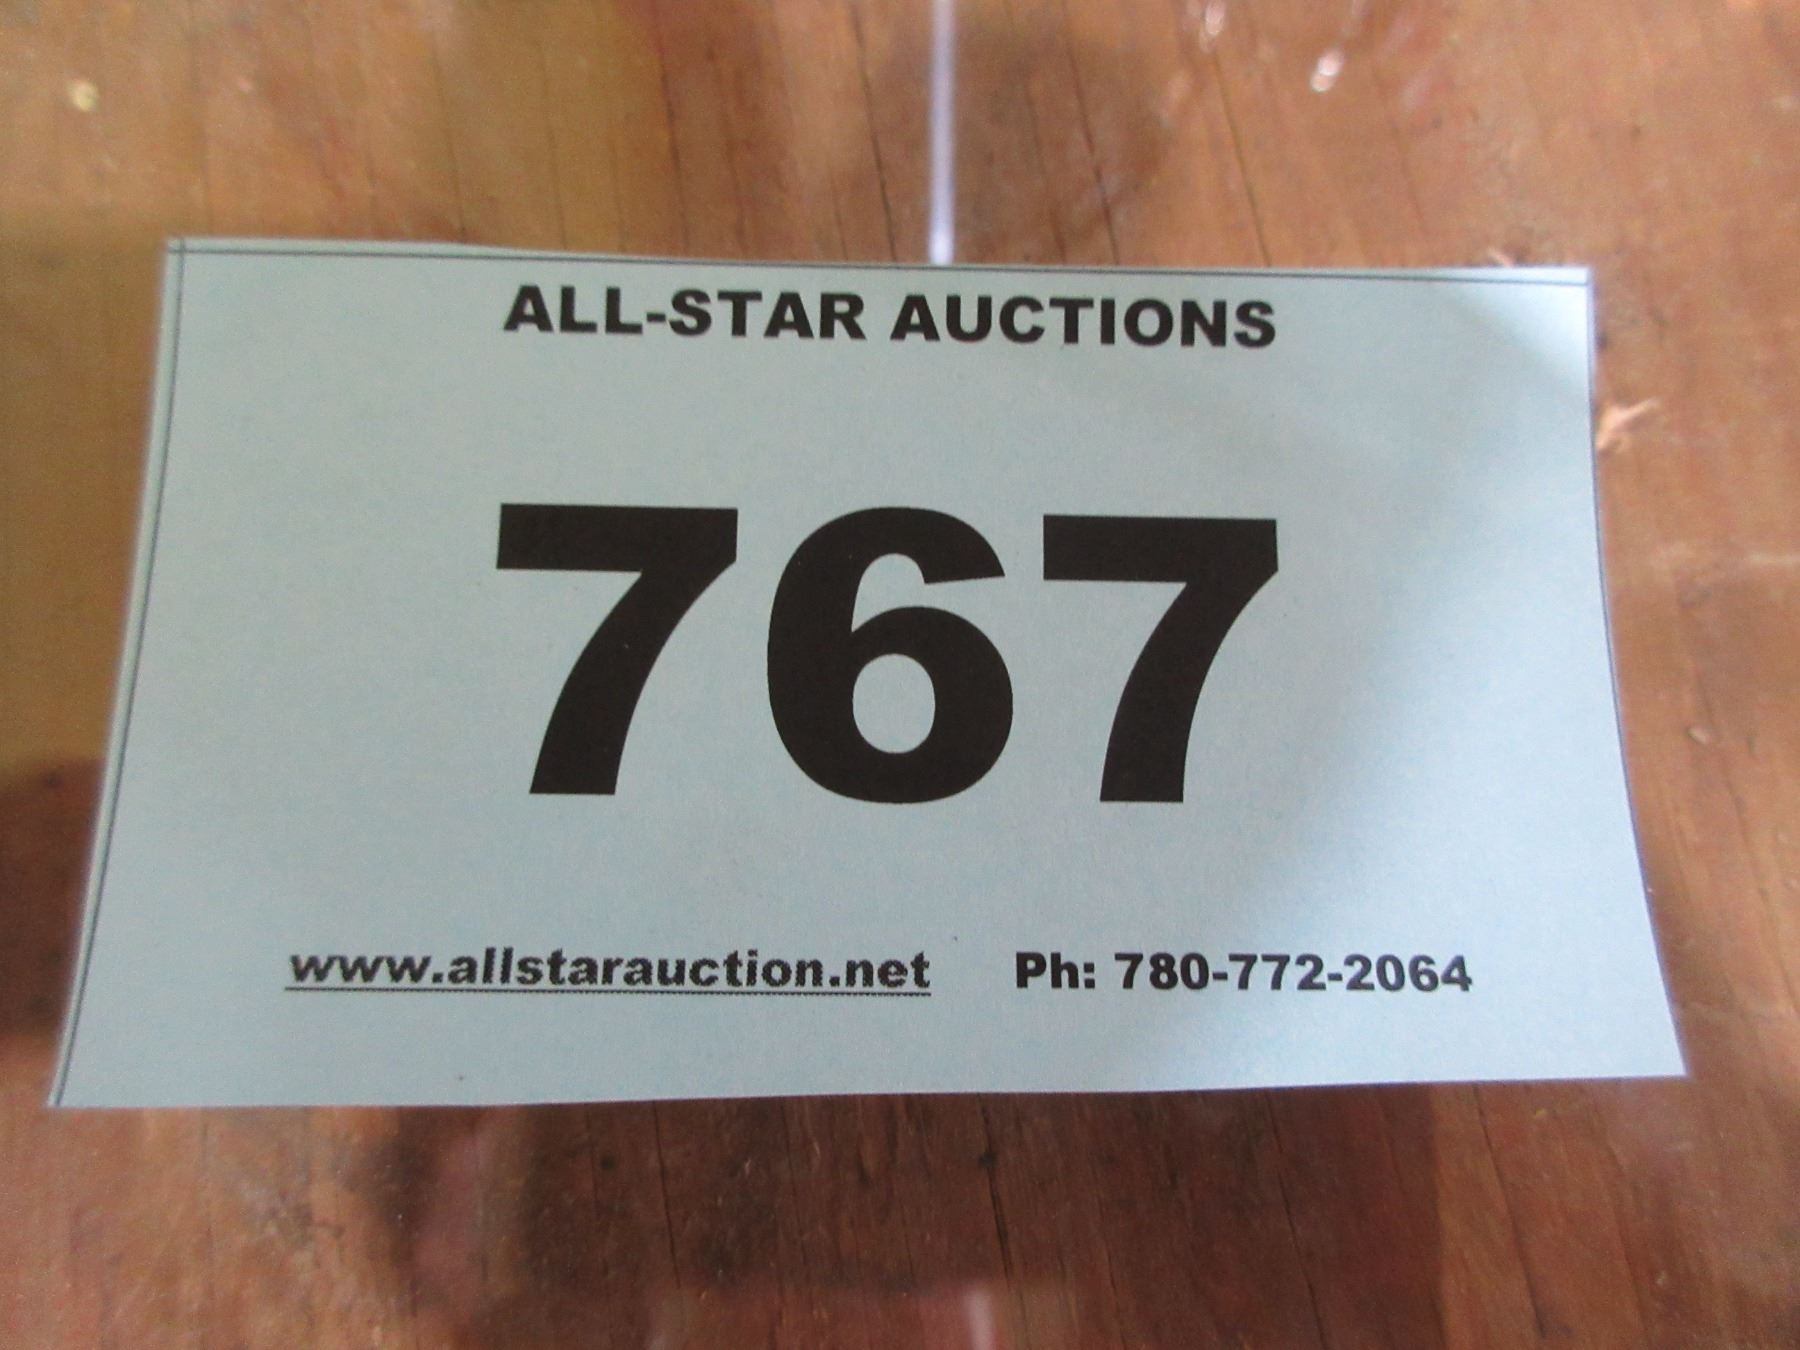 ALL-STAR AUCTIONS
767
www.allstarauction.net Ph: 780-772-2064